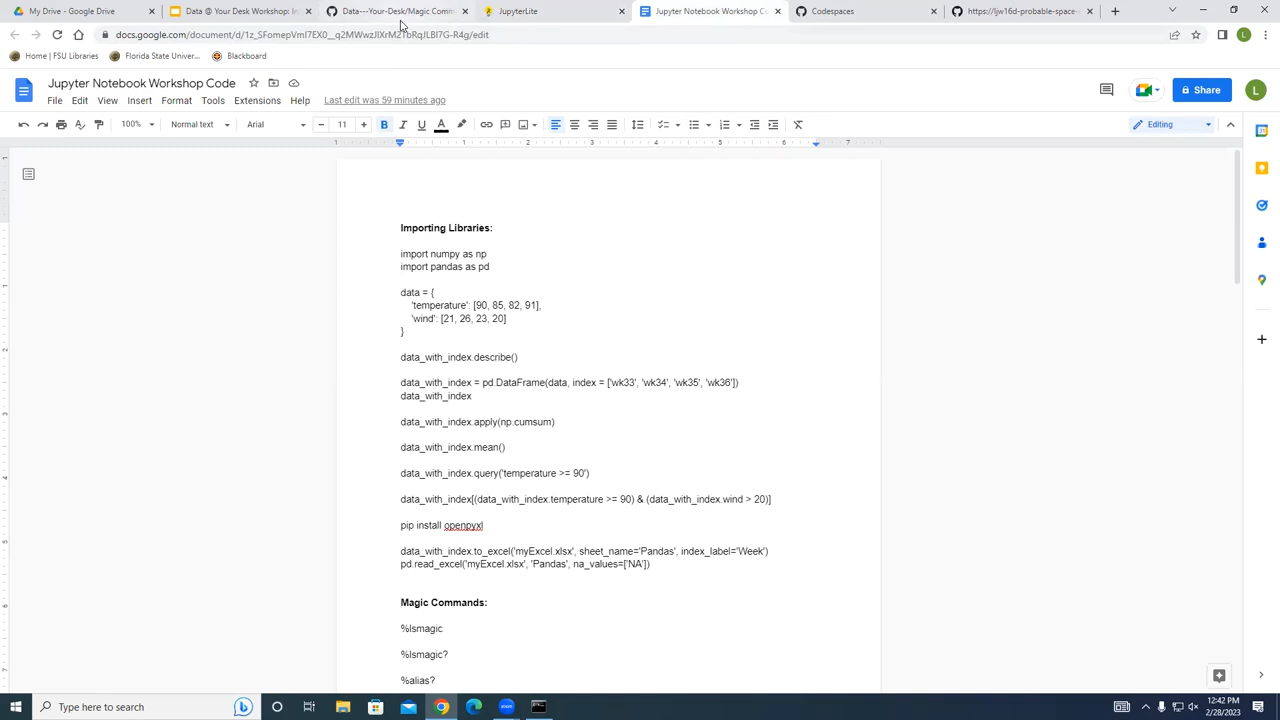 My Drive - Google Drive
Data @ Your Desk Workshop: In
Data---Your-Desk/Magic Comm
JupyterLite
Jupyter Notebook Workshop Co
Codespaces
https://ljw16d-probable-space-
Home | FSU Libraries
Florida State Univer...
Blackboard
Jupyter Notebook Workshop Code
File Edit View Insert Format Tools Extensions Help Last edit was 59 minutes ago
Share
L
100% Normal text Arial 11 Editing
Importing Libraries:
import numpy as np
import pandas as pd
data = {
'temperature': [90, 85, 82, 91],
'wind': [21, 26, 23, 20]
}
data_with_index.describe()
data_with_index = pd.DataFrame(data, index = ['wk33', 'wk34', 'wk35', 'wk36'])
data_with_index
data_with_index.apply(np.cumsum)
data_with_index.mean()
data_with_index.query('temperature >= 90')
data_with_index[(data_with_index.temperature >= 90) & (data_with_index.wind > 20)]
pip install openpyxl
data_with_index.to_excel('myExcel.xlsx', sheet_name='Pandas', index_label='Week')
pd.read_excel('myExcel.xlsx', 'Pandas', na_values=['NA'])
Magic Commands:
%lsmagic
%lsmagic?
%alias?
Type here to search
zoom
12:42 PM
2/28/2023